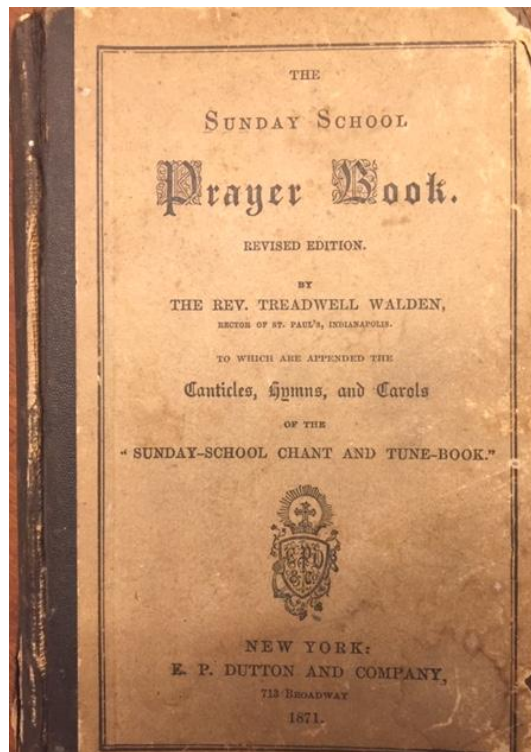 THE
SUNDAY SCHOOL
Prayer Book.
REVISED EDITION.
BY
THE REV. TREADWELL WALDEN,
RECTOR OF ST. PAUL'S, INDIANAPOLIS.
TO WHICH ARE APPENDED THE
Canticles, Hymns, and Carols
OF THE
"SUNDAY-SCHOOL CHANT AND TUNE-BOOK."
E P D
& Co
NEW YORK:
E. P. DUTTON AND COMPANY,
713 BROADWAY
1871.